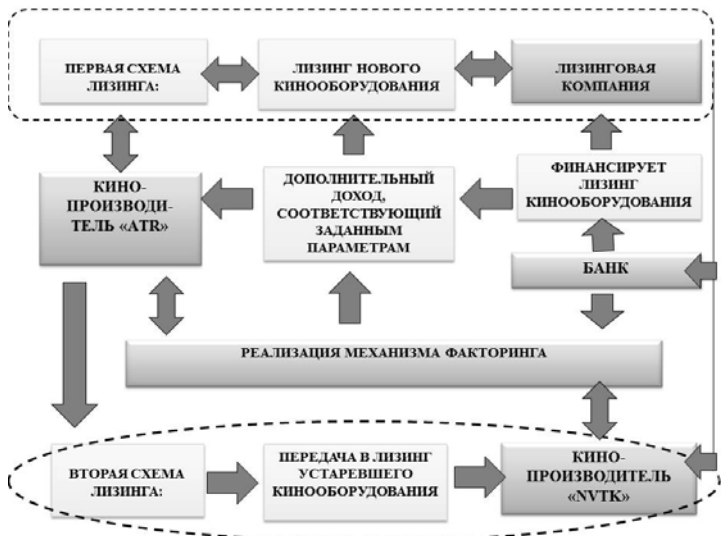 ПЕРВАЯ СХЕМА
ЛИЗИНГА:
ЛИЗИНГ НОВОГО
КИНООБОРУДОВАНИЯ
ЛИЗИНГОВАЯ
КОМПАНИЯ
КИНО-
ПРОИЗВОДИ-
ТЕЛЬ «ATR»
ДОПОЛНИТЕЛЬНЫЙ
ДОХОД,
СООТВЕТСТВУЮЩИЙ
ЗАДАННЫМ
ПАРАМЕТРАМ
ФИНАНСИРУЕТ
ЛИЗИНГ
КИНООБОРУДОВАНИЯ
БАНК
РЕАЛИЗАЦИЯ МЕХАНИЗМА ФАКТОРИНГА
ВТОРАЯ СХЕМА
ЛИЗИНГА:
ПЕРЕДАЧА В ЛИЗИНГ
УСТАРЕВШЕГО
КИНООБОРУДОВАНИЯ
КИНО-
ПРОИЗВОДИТЕЛЬ
«NVTK»